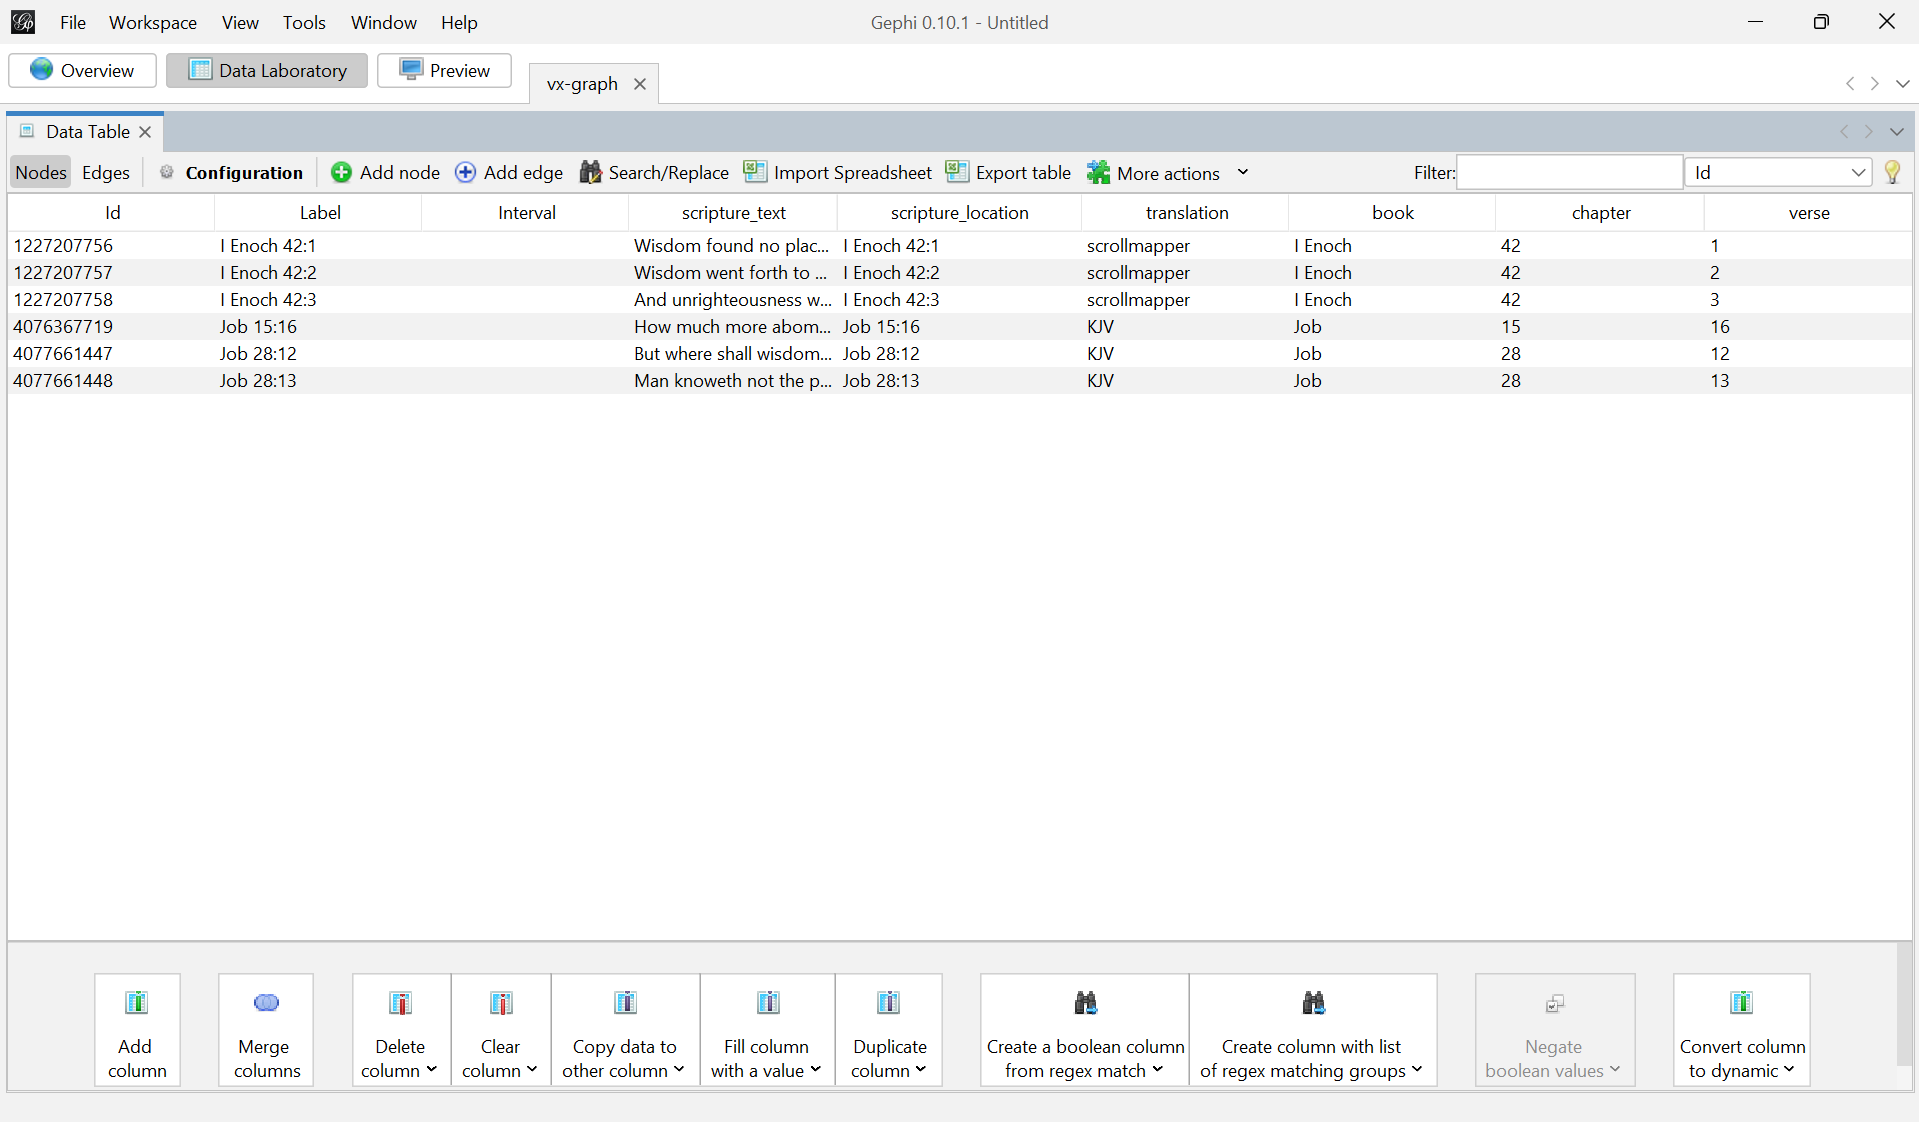 File Workspace View Tools Window Help Gephi 0.10.1 - Untitled
Overview Data Laboratory Preview vx-graph
Data Table
Nodes Edges Configuration Add node Add edge Search/Replace Import Spreadsheet Export table More actions Filter: Id
Id Label Interval scripture_text scripture_location translation book chapter verse
1227207756 I Enoch 42:1 Wisdom found no plac... I Enoch 42:1 scrollmapper I Enoch 42 1
1227207757 I Enoch 42:2 Wisdom went forth to ... I Enoch 42:2 scrollmapper I Enoch 42 2
1227207758 I Enoch 42:3 And unrighteousness w... I Enoch 42:3 scrollmapper I Enoch 42 3
4076367719 Job 15:16 How much more abom... Job 15:16 KJV Job 15 16
4077661447 Job 28:12 But where shall wisdom... Job 28:12 KJV Job 28 12
4077661448 Job 28:13 Man knoweth not the p... Job 28:13 KJV Job 28 13
Add column
Merge columns
Delete column
Clear column
Copy data to other column
Fill column with a value
Duplicate column
Create a boolean column from regex match
Create column with list of regex matching groups
Negate boolean values
Convert column to dynamic